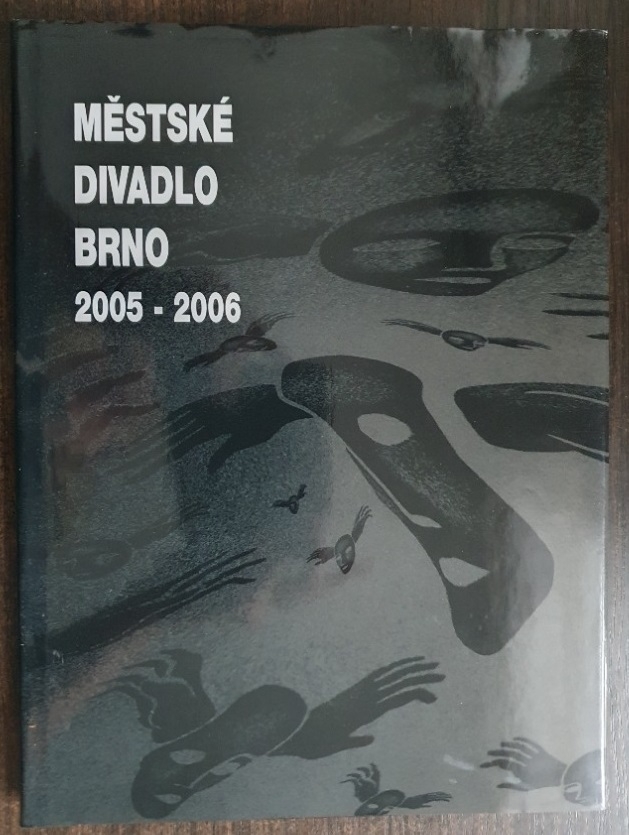 MĚSTSKÉ
DIVADLO
BRNO
2005 - 2006